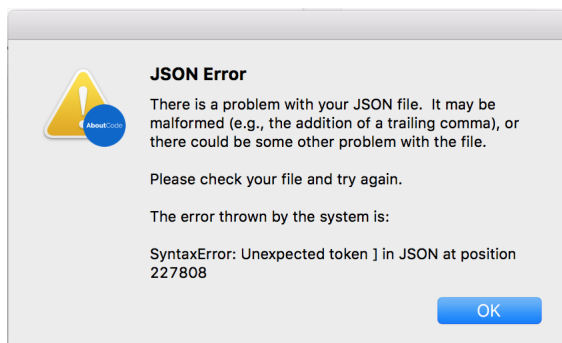 JSON Error
There is a problem with your JSON file.  It may be
malformed (e.g., the addition of a trailing comma), or
there could be some other problem with the file.
Please check your file and try again.
The error thrown by the system is:
SyntaxError: Unexpected token ] in JSON at position
227808
AboutCode
OK